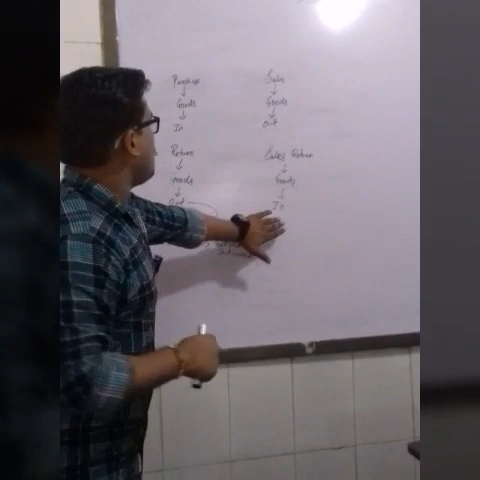 Purchase
↓
Goods
↓
In
Sales
↓
Goods
↓
Out
Return
↓
Goods
↓
Out
Sales Return
↓
Goods
↓
In